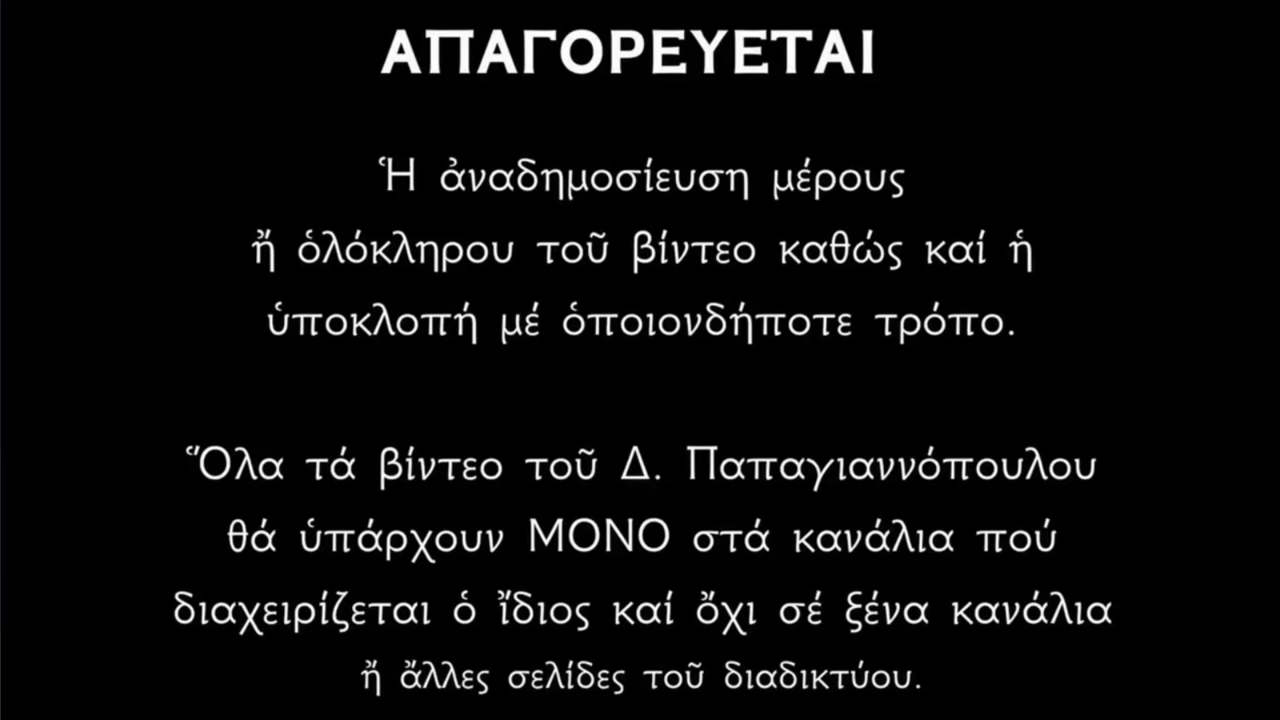 ΑΠΑΓΟΡΕΥΕΤΑΙ
Ἡ ἀναδημοσίευση μέρους
ἤ ὁλόκληρου τοῦ βίντεο καθώς καί ἡ
ὑποκλοπή μέ ὁποιονδήποτε τρόπο.
Ὅλα τά βίντεο τοῦ Δ. Παπαγιαννόπουλου
θά ὑπάρχουν ΜΟΝΟ στά κανάλια πού
διαχειρίζεται ὁ ἴδιος καί ὄχι σέ ξένα κανάλια
ἤ ἄλλες σελίδες τοῦ διαδικτύου.